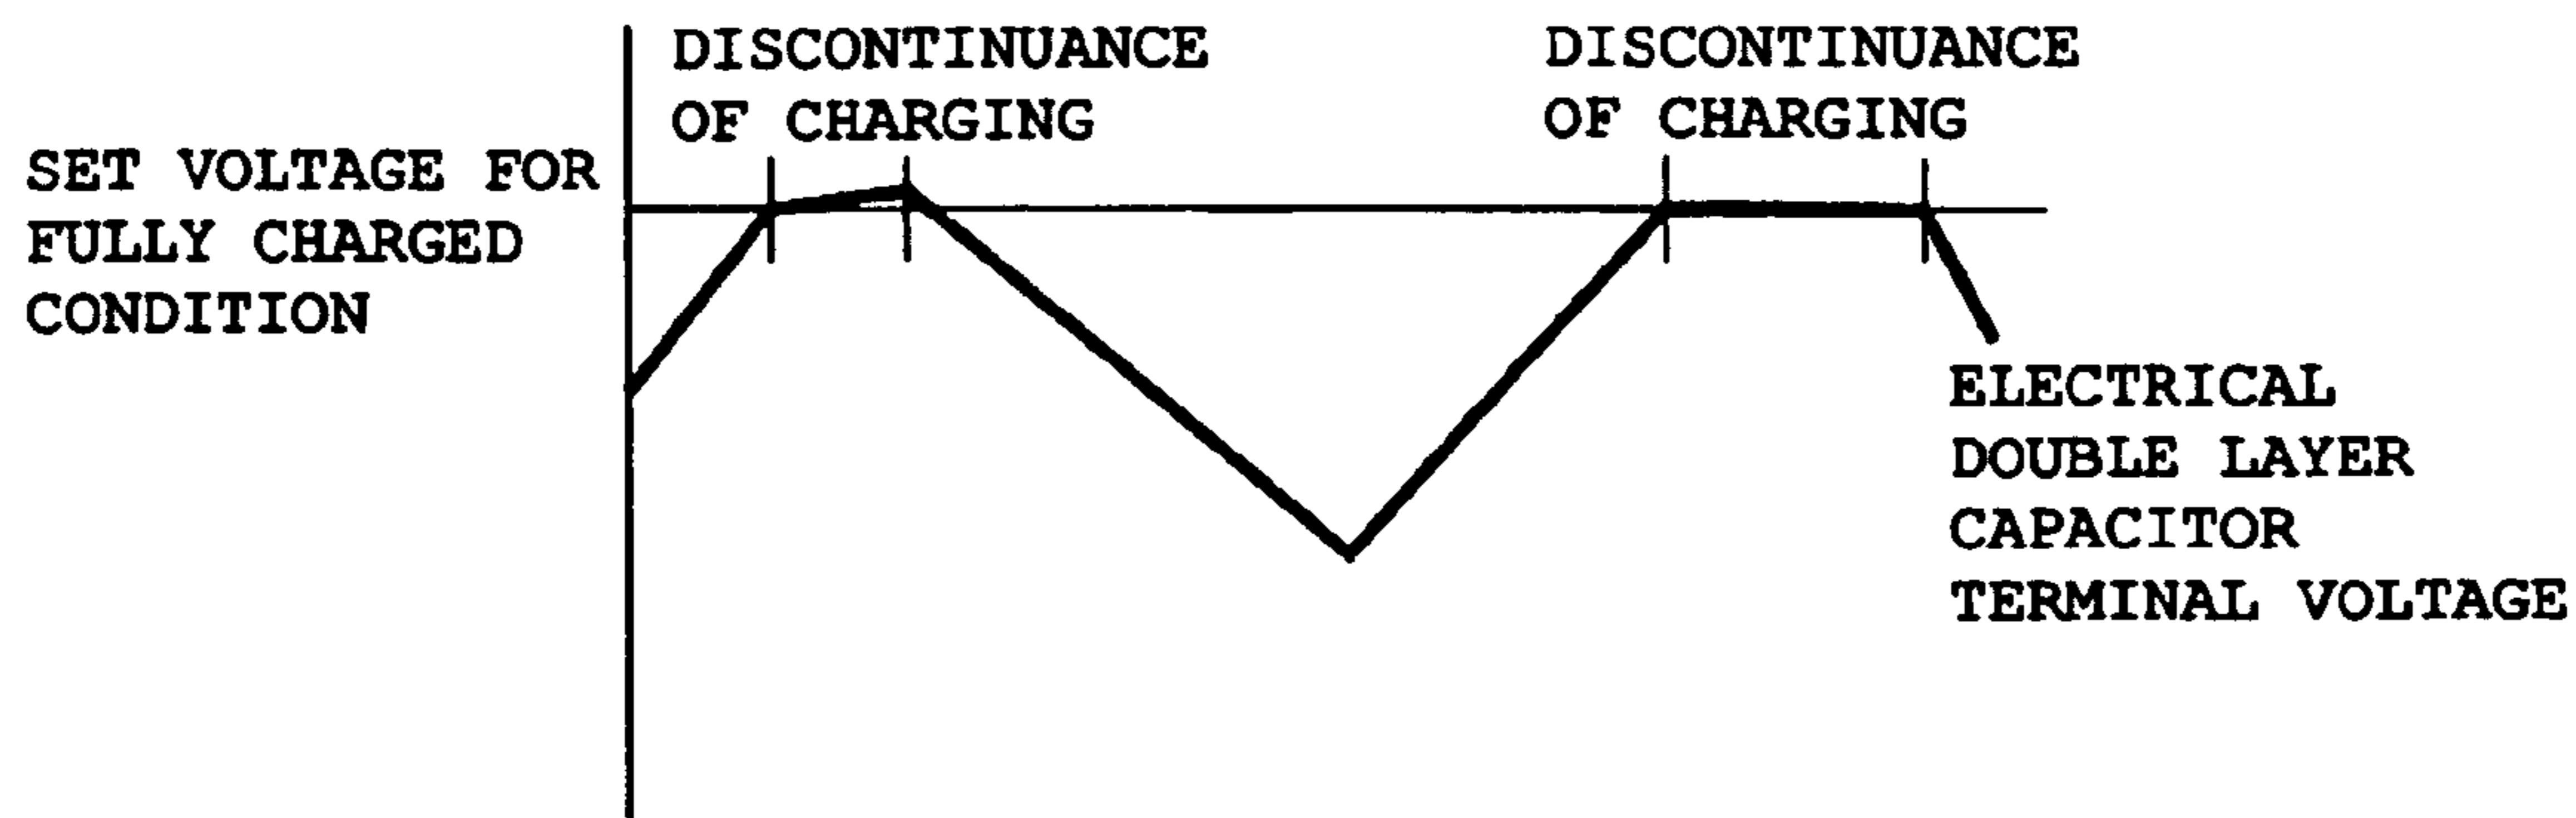 DISCONTINUANCE
OF CHARGING
DISCONTINUANCE
OF CHARGING
SET VOLTAGE FOR
FULLY CHARGED
CONDITION
ELECTRICAL
DOUBLE LAYER
CAPACITOR
TERMINAL VOLTAGE